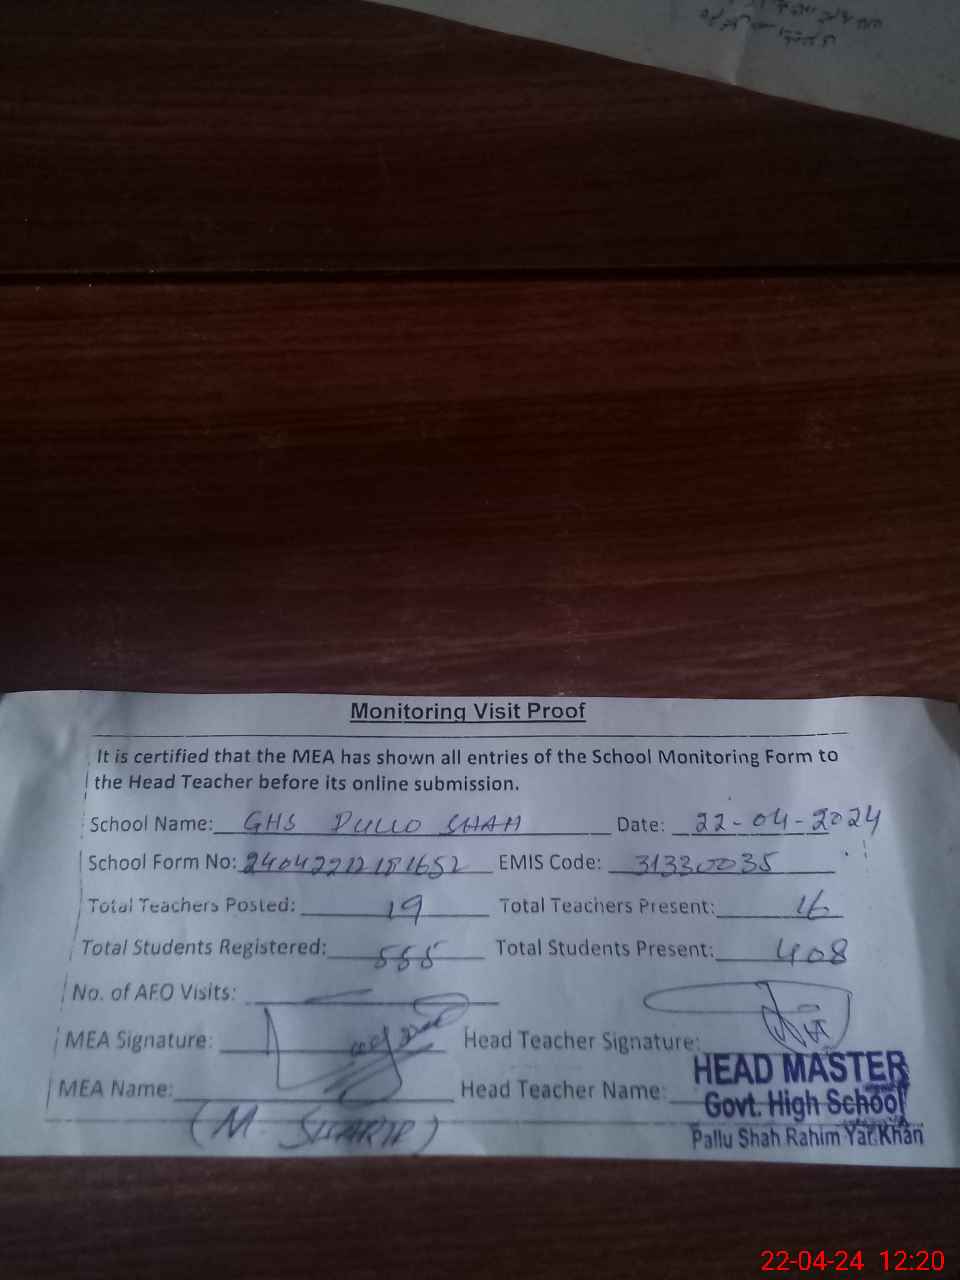 Monitoring Visit Proof
It is certified that the MEA has shown all entries of the School Monitoring Form to
the Head Teacher before its online submission.
School Name: GHS PULLO SHAH Date: 22-04-2024
School Form No: EMIS Code: 31330035
Total Teachers Posted: 19 Total Teachers Present: 16
Total Students Registered: 555 Total Students Present: 408
No. of AEO Visits: —
MEA Signature: Head Teacher Signature:
MEA Name: Head Teacher Name:
(M. SHARIF)
HEAD MASTER
Govt. High School
Pallu Shah Rahim Yar Khan
22-04-24 12:20